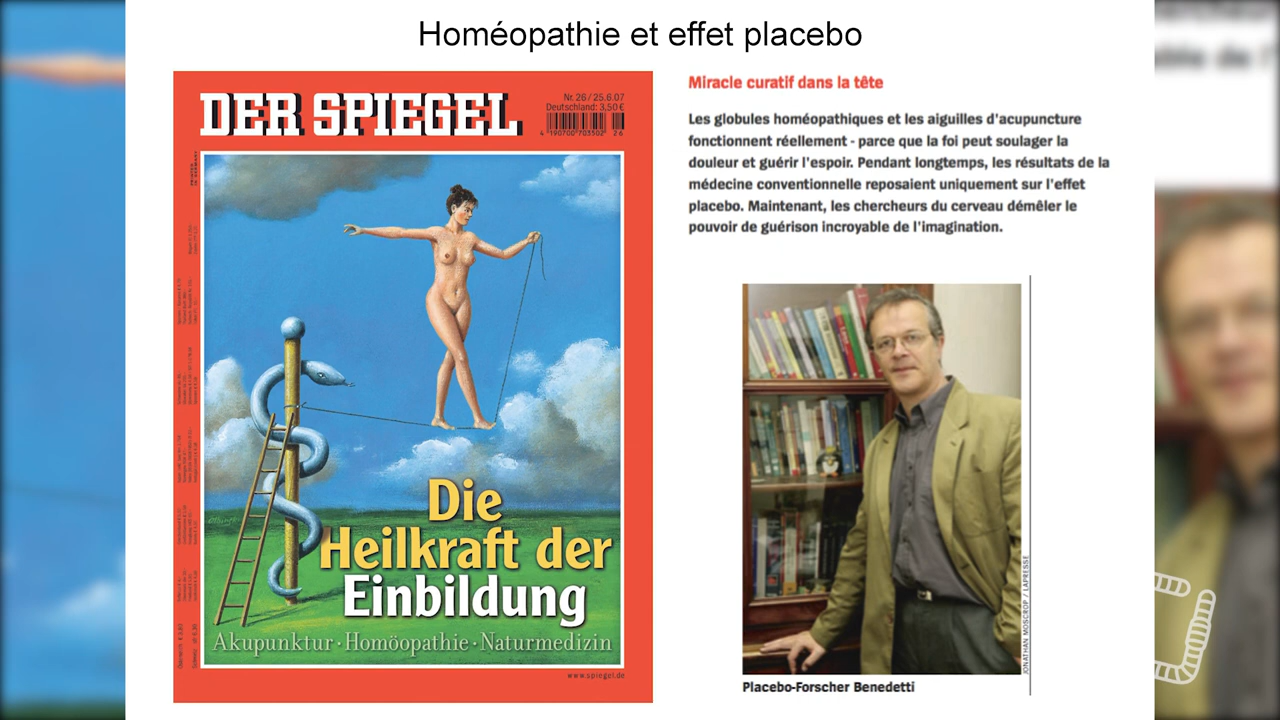 Homéopathie et effet placebo
DER SPIEGEL
Nr. 26 / 25.6.07
Deutschland: 3,50 €
4 190700 703502 26
Die
Heilkraft der
Einbildung
Akupunktur · Homöopathie · Naturmedizin
www.spiegel.de
Miracle curatif dans la tête
Les globules homéopathiques et les aiguilles d'acupuncture
fonctionnent réellement - parce que la foi peut soulager la
douleur et guérir l'espoir. Pendant longtemps, les résultats de la
médecine conventionnelle reposaient uniquement sur l'effet
placebo. Maintenant, les chercheurs du cerveau démêler le
pouvoir de guérison incroyable de l'imagination.
JONATHAN MOSCROP / LAPRESSE
Placebo-Forscher Benedetti